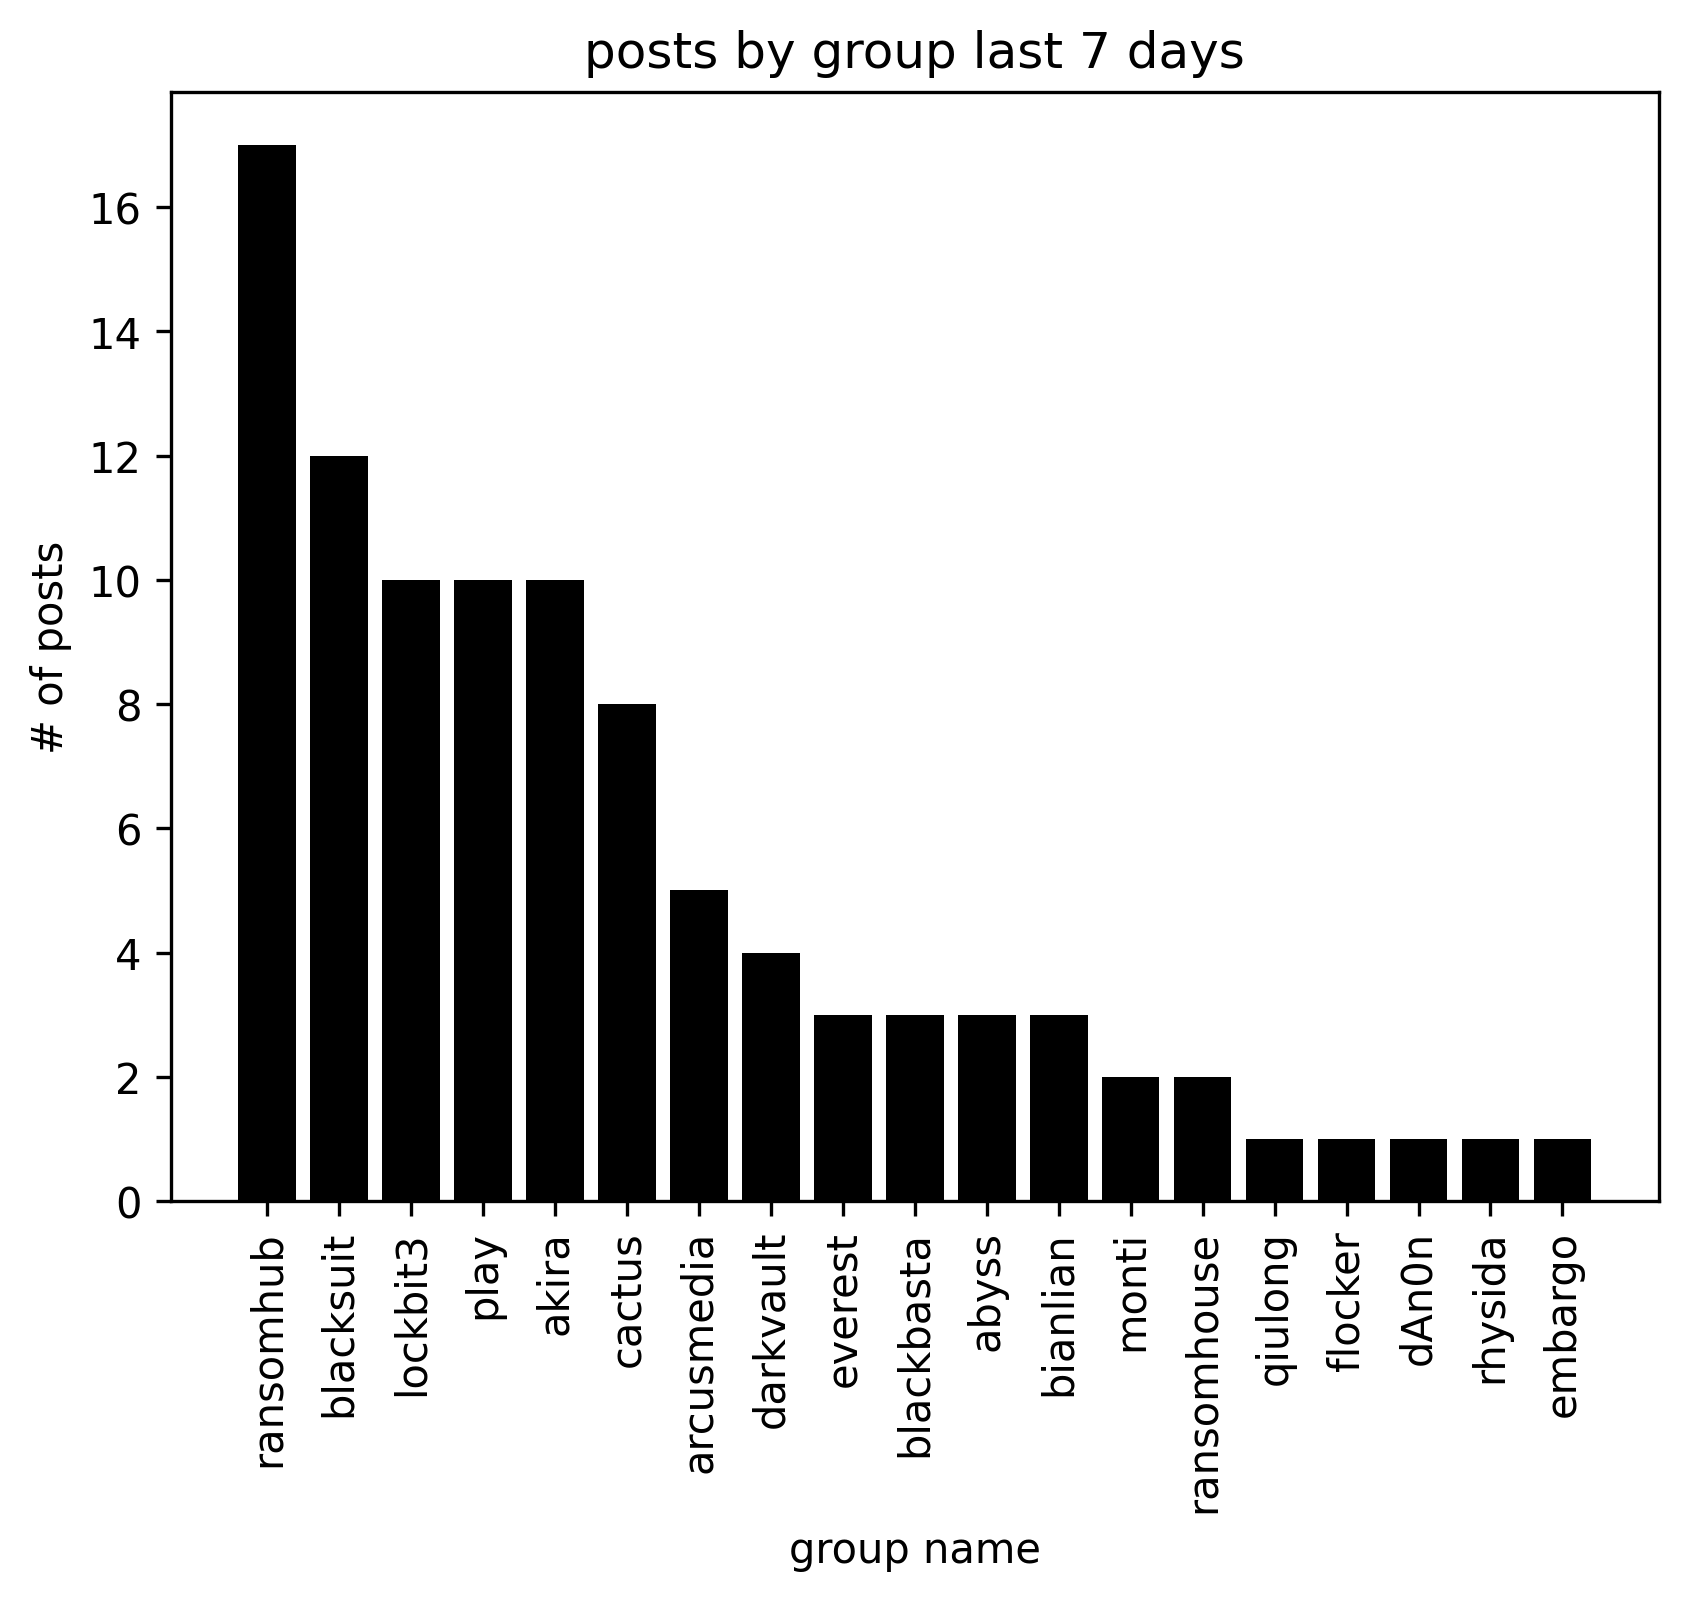 posts by group last 7 days
# of posts
16
14
12
10
8
6
4
2
0
ransomhub
blacksuit
lockbit3
play
akira
cactus
arcusmedia
darkvault
everest
blackbasta
abyss
bianlian
monti
ransomhouse
qiulong
flocker
dAn0n
rhysida
embargo
group name